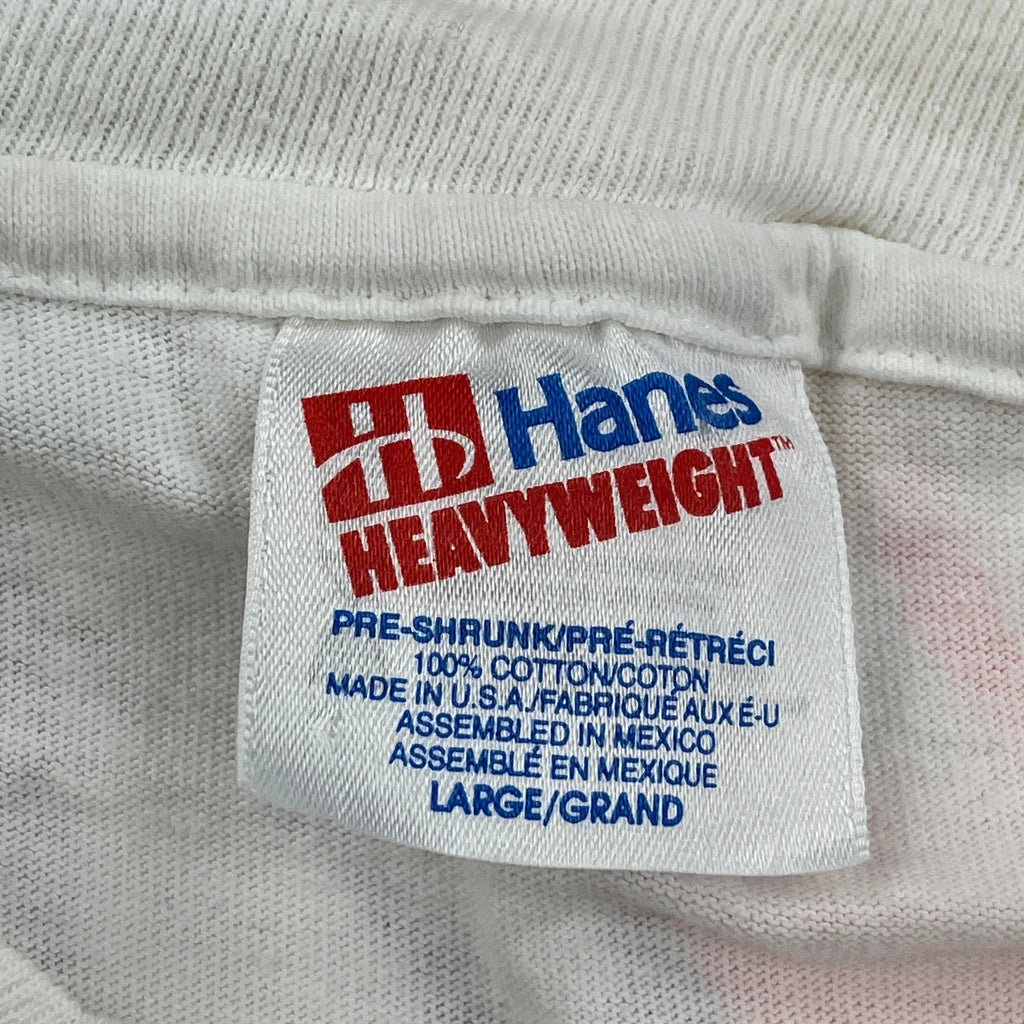 Hanes
HEAVYWEIGHT™
PRE-SHRUNK/PRÉ-RÉTRÉCI
100% COTTON/COTON
MADE IN U.S.A./FABRIQUÉ AUX É-U
ASSEMBLED IN MEXICO
ASSEMBLÉ EN MEXIQUE
LARGE/GRAND